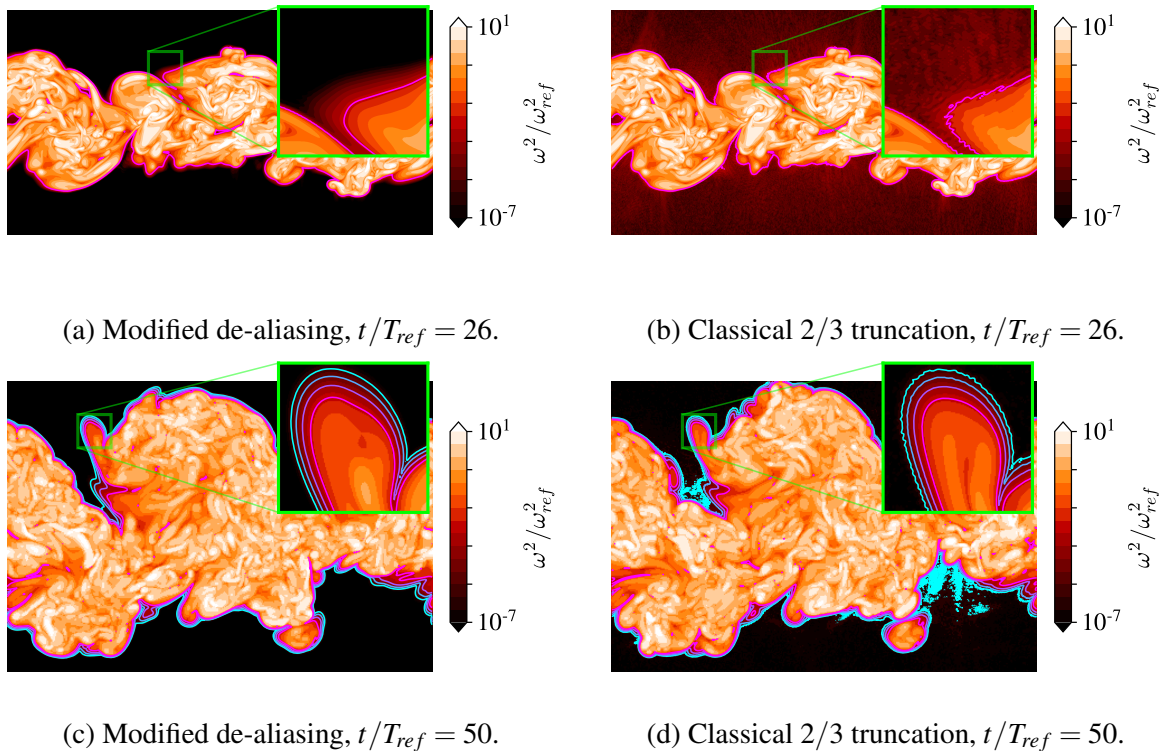 10^1
ω^2/ω^2_ref
10^-7
10^1
ω^2/ω^2_ref
10^-7
(a) Modified de-aliasing, t/T_ref = 26.
(b) Classical 2/3 truncation, t/T_ref = 26.
10^1
ω^2/ω^2_ref
10^-7
10^1
ω^2/ω^2_ref
10^-7
(c) Modified de-aliasing, t/T_ref = 50.
(d) Classical 2/3 truncation, t/T_ref = 50.